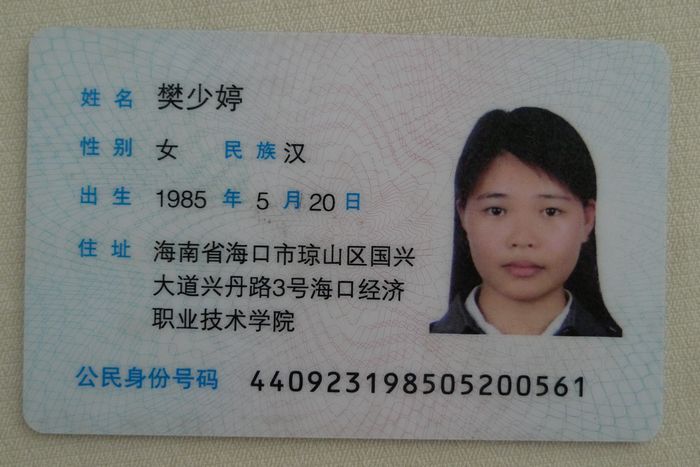 姓名 樊少婷
性别 女 民族 汉
出生 1985 年 5 月 20 日
住址 海南省海口市琼山区国兴
大道兴丹路3号海口经济
职业技术学院
公民身份号码 440923198505200561